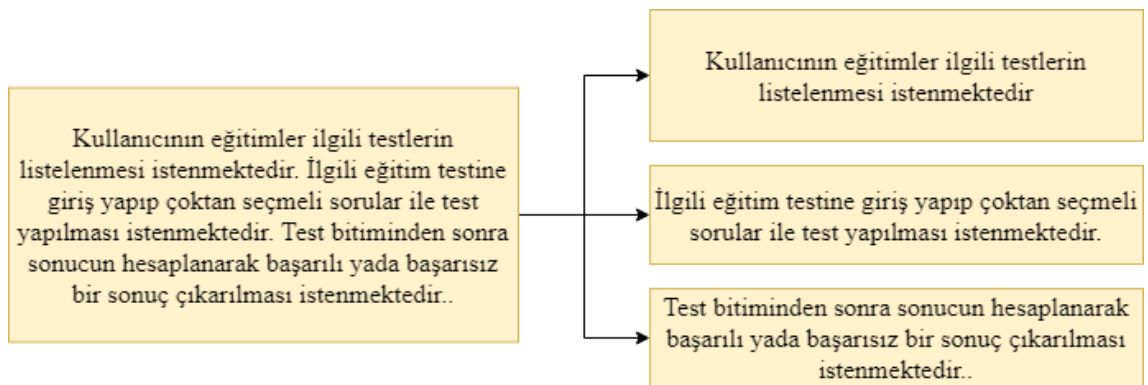 Kullanıcının eğitimler ilgili testlerin
listelenmesi istenmektedir. İlgili eğitim testine
giriş yapıp çoktan seçmeli sorular ile test
yapılması istenmektedir. Test bitiminden sonra
sonucun hesaplanarak başarılı yada başarısız
bir sonuç çıkarılması istenmektedir..
Kullanıcının eğitimler ilgili testlerin
listelenmesi istenmektedir
İlgili eğitim testine giriş yapıp çoktan seçmeli
sorular ile test yapılması istenmektedir.
Test bitiminden sonra sonucun hesaplanarak
başarılı yada başarısız bir sonuç çıkarılması
istenmektedir..